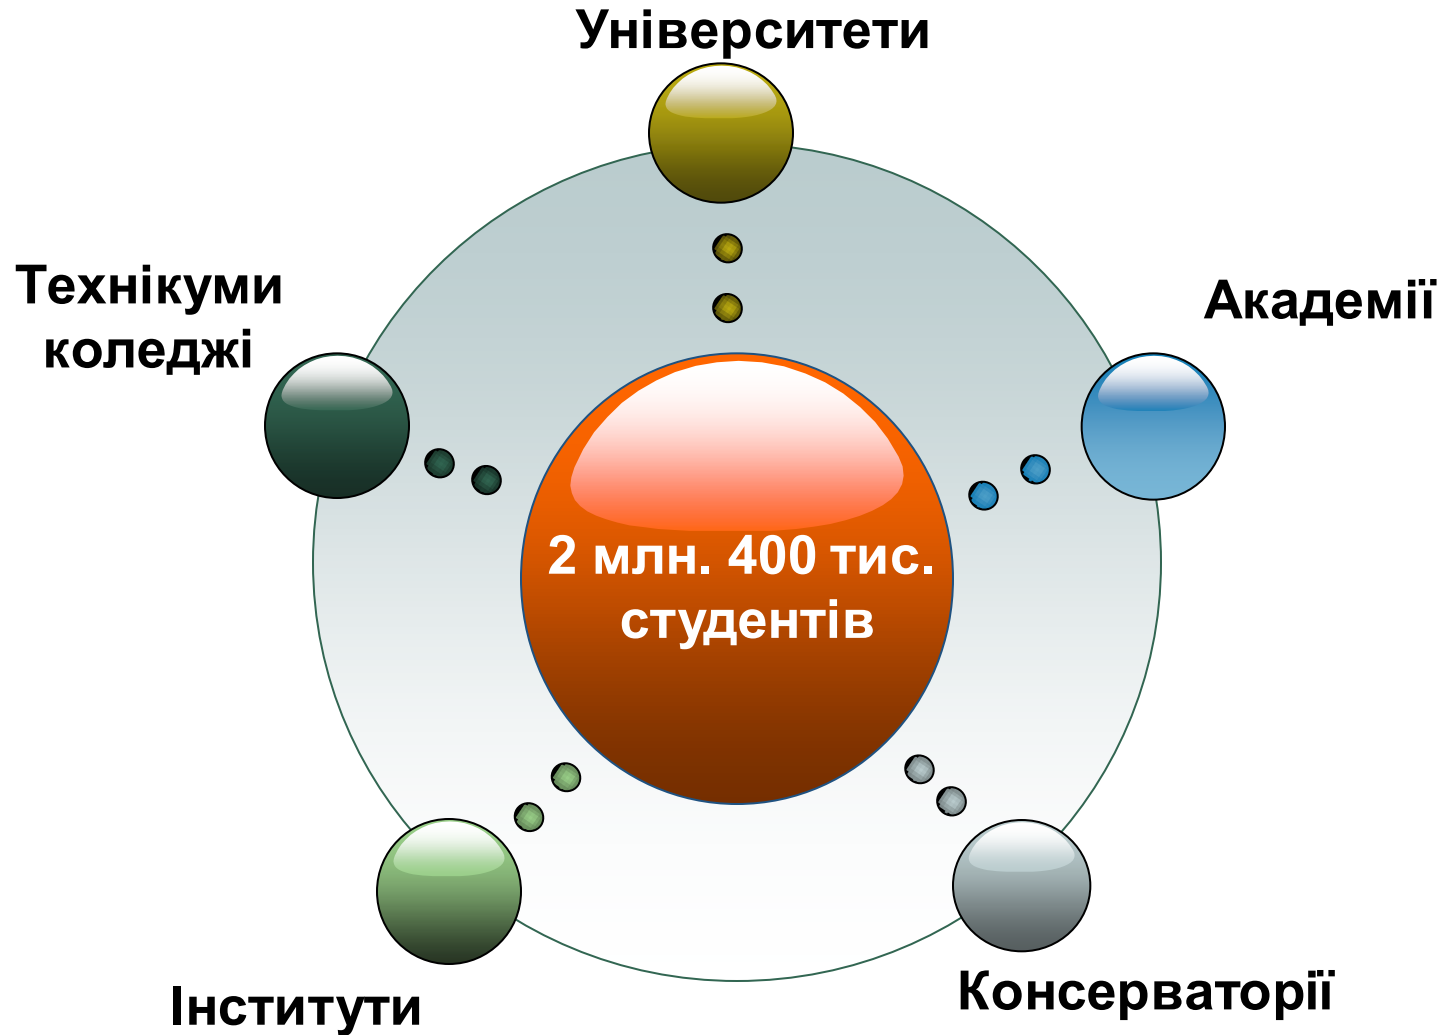 Університети
Технікуми
коледжі
Академії
2 млн. 400 тис.
студентів
Інститути
Консерваторії